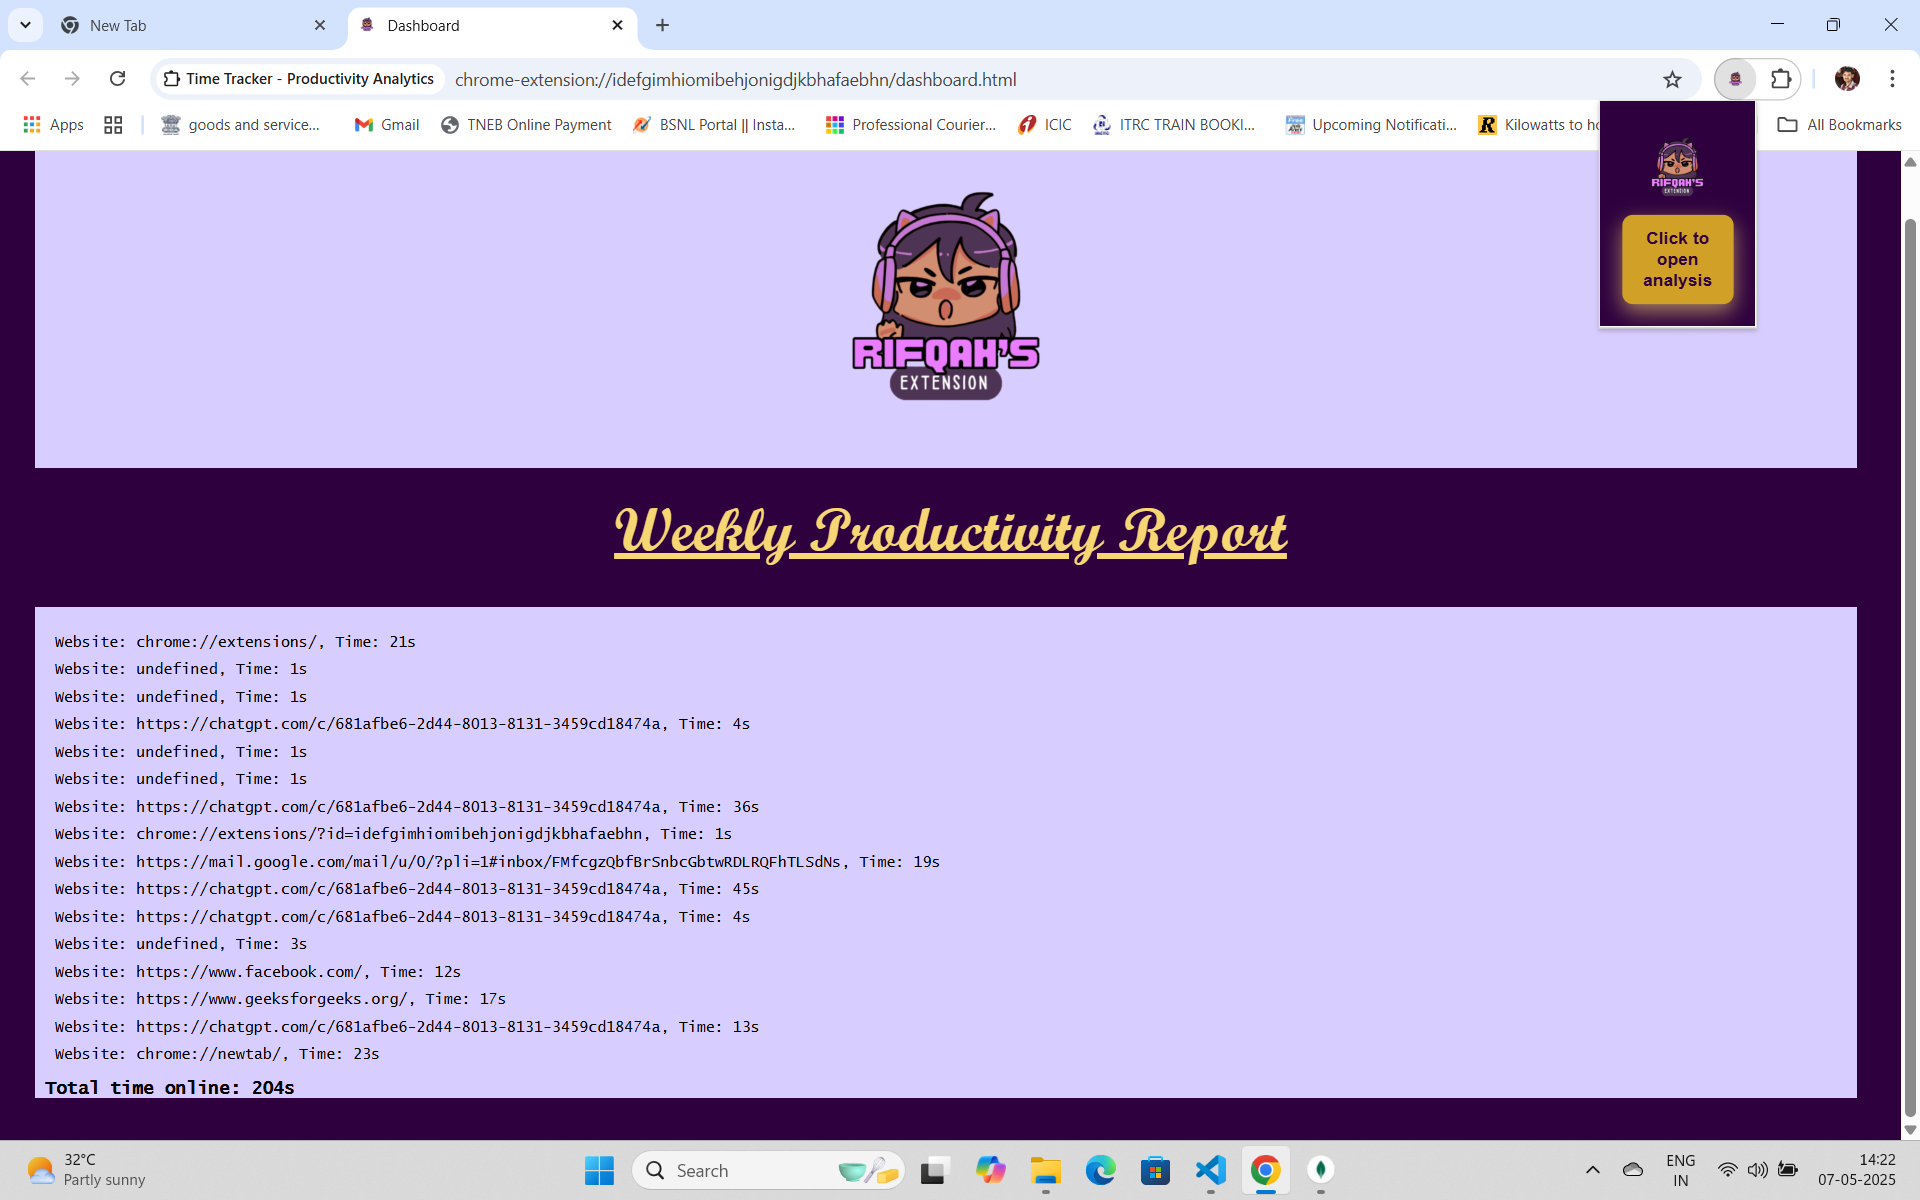 New Tab
Dashboard
Time Tracker - Productivity Analytics
chrome-extension://idefgimhiomibehjonigdjkbhafaebhn/dashboard.html
Apps
goods and service...
Gmail
TNEB Online Payment
BSNL Portal || Insta...
Professional Courier...
ICIC
ITRC TRAIN BOOKI...
Upcoming Notificati...
Kilowatts to ho
All Bookmarks
RIFQAH'S
EXTENSION
Click to
open
analysis
RIFQAH'S
EXTENSION
Weekly Productivity Report
Website: chrome://extensions/, Time: 21s
Website: undefined, Time: 1s
Website: undefined, Time: 1s
Website: https://chatgpt.com/c/681afbe6-2d44-8013-8131-3459cd18474a, Time: 4s
Website: undefined, Time: 1s
Website: undefined, Time: 1s
Website: https://chatgpt.com/c/681afbe6-2d44-8013-8131-3459cd18474a, Time: 36s
Website: chrome://extensions/?id=idefgimhiomibehjonigdjkbhafaebhn, Time: 1s
Website: https://mail.google.com/mail/u/0/?pli=1#inbox/FMfcgzQbfBrSnbcGbtwRDLRQFhTLSdNs, Time: 19s
Website: https://chatgpt.com/c/681afbe6-2d44-8013-8131-3459cd18474a, Time: 45s
Website: https://chatgpt.com/c/681afbe6-2d44-8013-8131-3459cd18474a, Time: 4s
Website: undefined, Time: 3s
Website: https://www.facebook.com/, Time: 12s
Website: https://www.geeksforgeeks.org/, Time: 17s
Website: https://chatgpt.com/c/681afbe6-2d44-8013-8131-3459cd18474a, Time: 13s
Website: chrome://newtab/, Time: 23s
Total time online: 204s
32°C
Partly sunny
Search
ENG
IN
14:22
07-05-2025